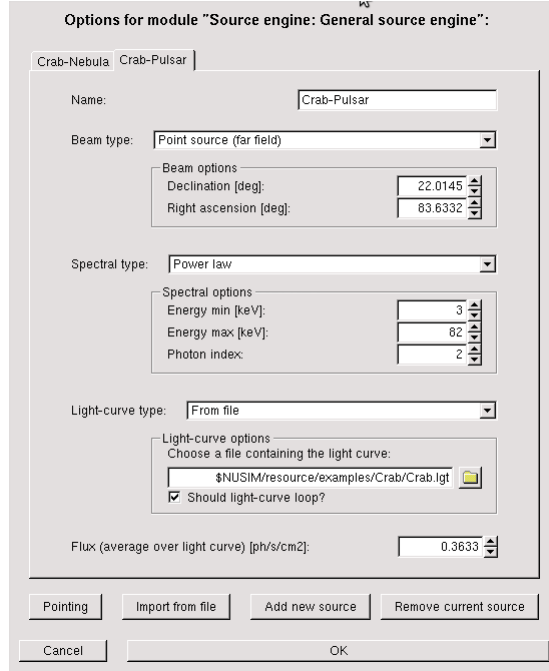 Options for module "Source engine: General source engine":
Crab-Nebula Crab-Pulsar
Name: Crab-Pulsar
Beam type: Point source (far field)
Beam options
Declination [deg]: 22.0145
Right ascension [deg]: 83.6332
Spectral type: Power law
Spectral options
Energy min [keV]: 3
Energy max [keV]: 82
Photon index: 2
Light-curve type: From file
Light-curve options
Choose a file containing the light curve:
$NUSIM/resource/examples/Crab/Crab.lgt
Should light-curve loop?
Flux (average over light curve) [ph/s/cm2]: 0.3633
Pointing Import from file Add new source Remove current source
Cancel OK